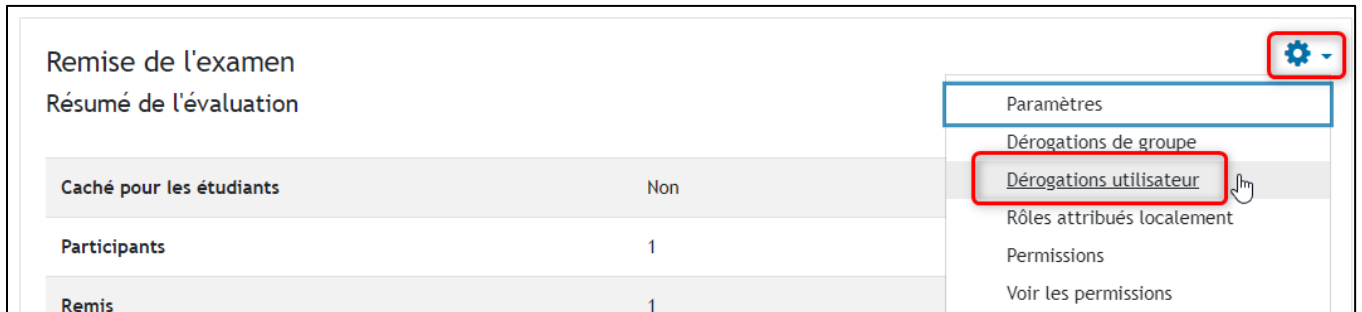 Remise de l'examen
Résumé de l'évaluation
Caché pour les étudiants Non
Participants 1
Remis 1
Paramètres
Dérogations de groupe
Dérogations utilisateur
Rôles attribués localement
Permissions
Voir les permissions